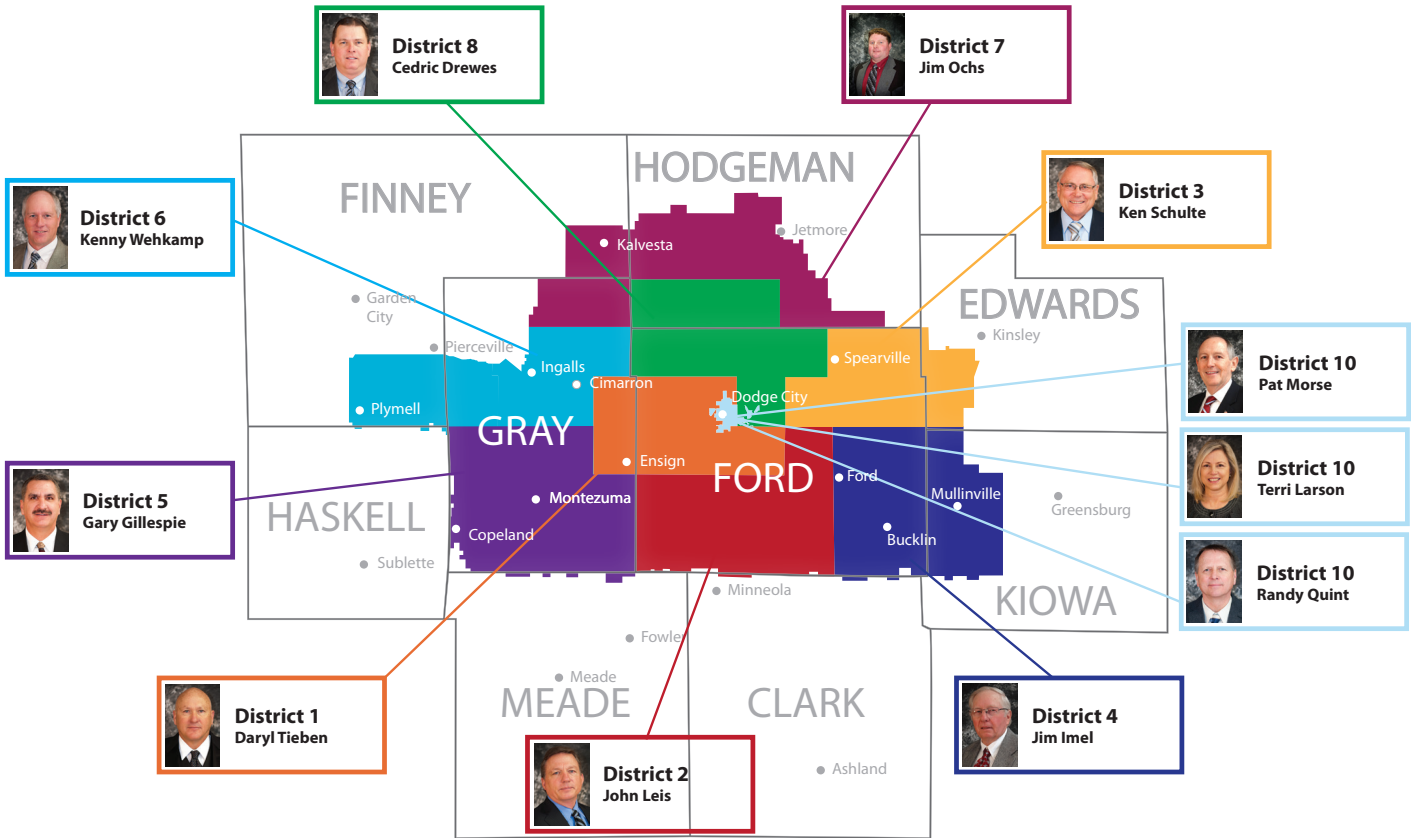 District 8
Cedric Drewes
District 7
Jim Ochs
HODGEMAN
FINNEY
District 3
Ken Schulte
District 6
Kenny Wehkamp
Jetmore
Kalvesta
EDWARDS
Garden
City
Kinsley
Pierceville
Spearville
Ingalls
Cimarron
District 10
Pat Morse
Dodge City
Plymell
GRAY
Ensign
FORD
Ford
District 10
Terri Larson
District 5
Gary Gillespie
Montezuma
Mullinville
HASKELL
Greensburg
Copeland
Bucklin
Sublette
District 10
Randy Quint
Minneola
KIOWA
Fowler
Meade
MEADE
CLARK
District 1
Daryl Tieben
District 4
Jim Imel
District 2
John Leis
Ashland